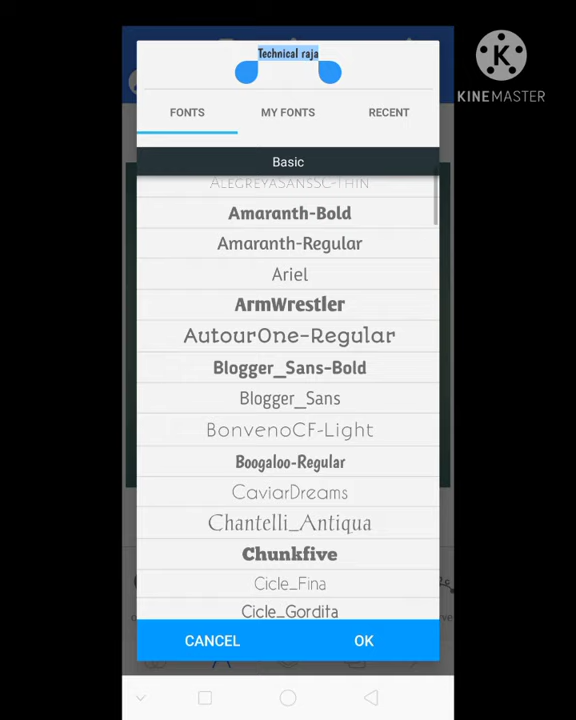 Technical raja
K
KINEMASTER
FONTS
MY FONTS
RECENT
Basic
AlegreyaSansSC-Thin
Amaranth-Bold
Amaranth-Regular
Ariel
ArmWrestler
AutourOne-Regular
Blogger_Sans-Bold
Blogger_Sans
BonvenoCF-Light
Boogaloo-Regular
CaviarDreams
Chantelli_Antiqua
Chunkfive
Cicle_Fina
Cicle_Gordita
CANCEL
OK